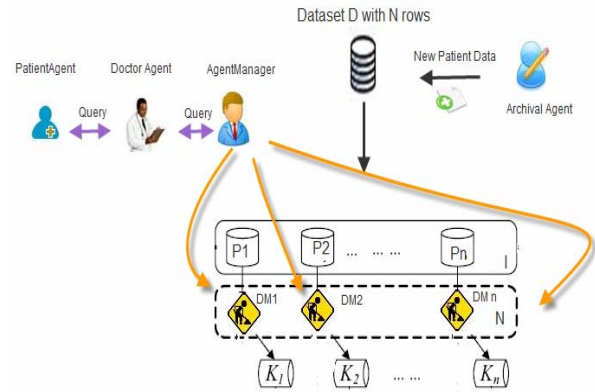 Dataset D with N rows
PatientAgent
Doctor Agent
AgentManager
New Patient Data
Archival Agent
Query
Query
P1
P2
... ...
Pn
I
DM1
DM2
DM n
N
K1
K2
... ...
Kn